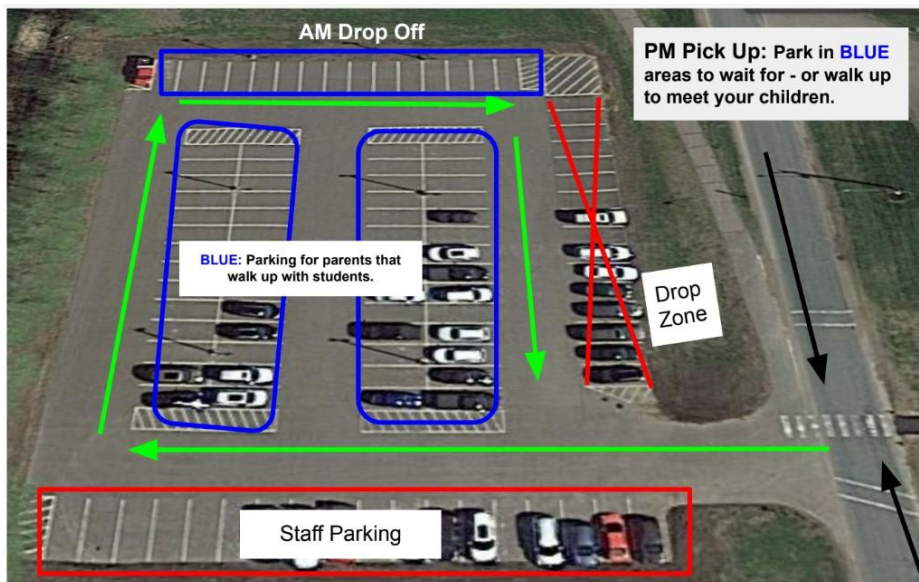 AM Drop Off
PM Pick Up: Park in BLUE
areas to wait for - or walk up
to meet your children.
BLUE: Parking for parents that
walk up with students.
Drop
Zone
Staff Parking